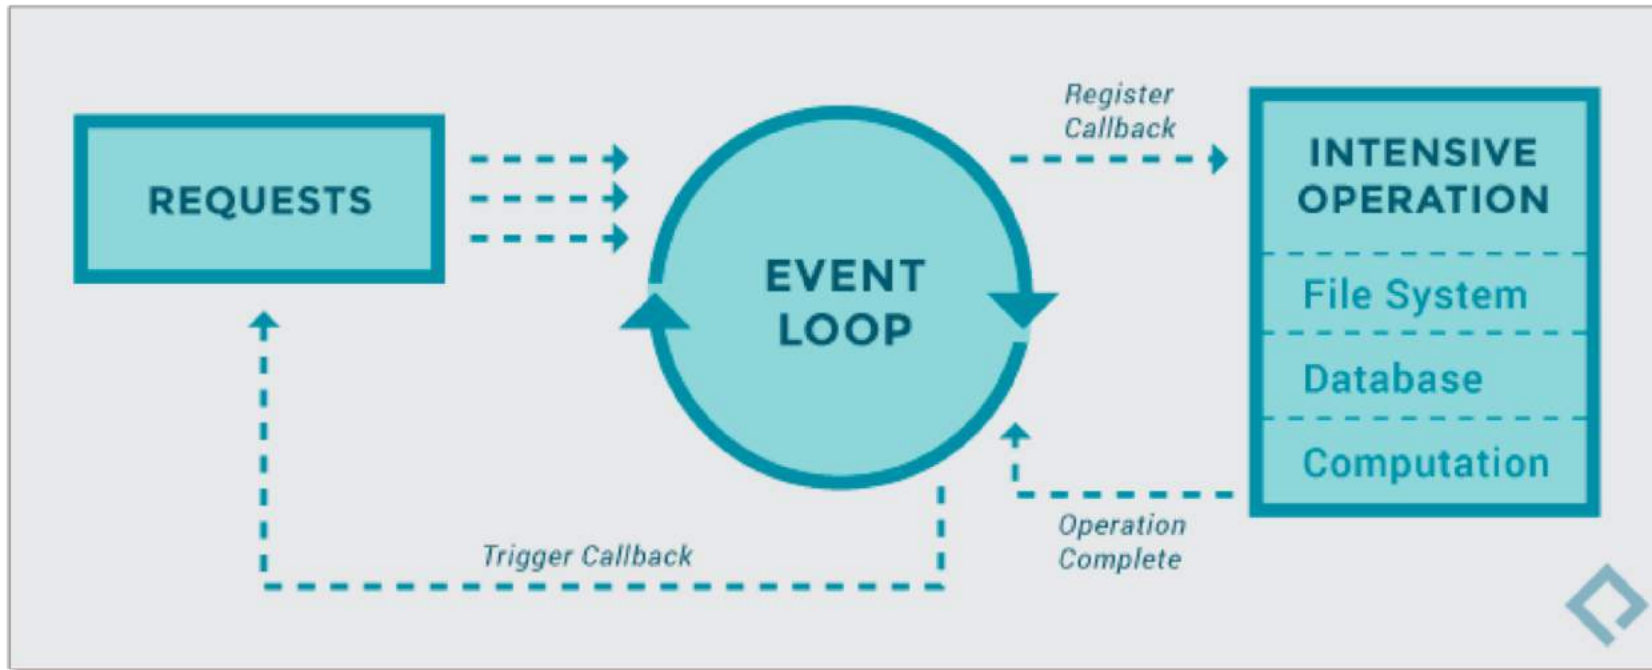 REQUESTS
EVENT
LOOP
Register
Callback
INTENSIVE
OPERATION
File System
Database
Computation
Operation
Complete
Trigger Callback